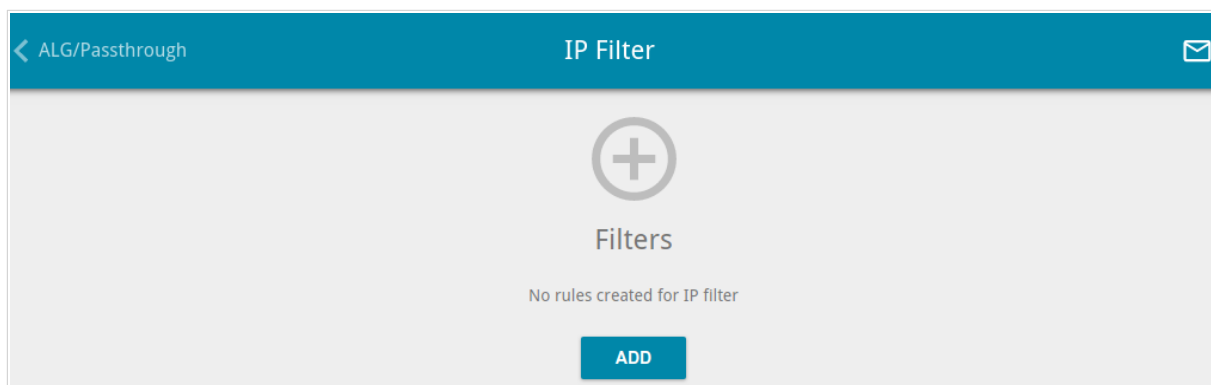 ALG/Passthrough
IP Filter
Filters
No rules created for IP filter
ADD